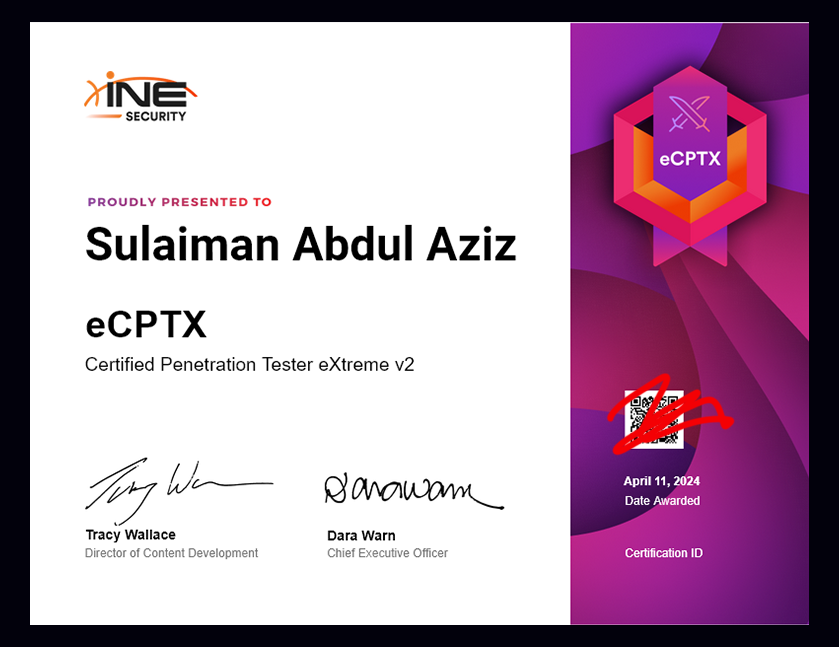 INE
SECURITY
PROUDLY PRESENTED TO
Sulaiman Abdul Aziz
eCPTX
Certified Penetration Tester eXtreme v2
Tracy Wallace
Director of Content Development
Dara Warn
Chief Executive Officer
eCPTX
April 11, 2024
Date Awarded
Certification ID